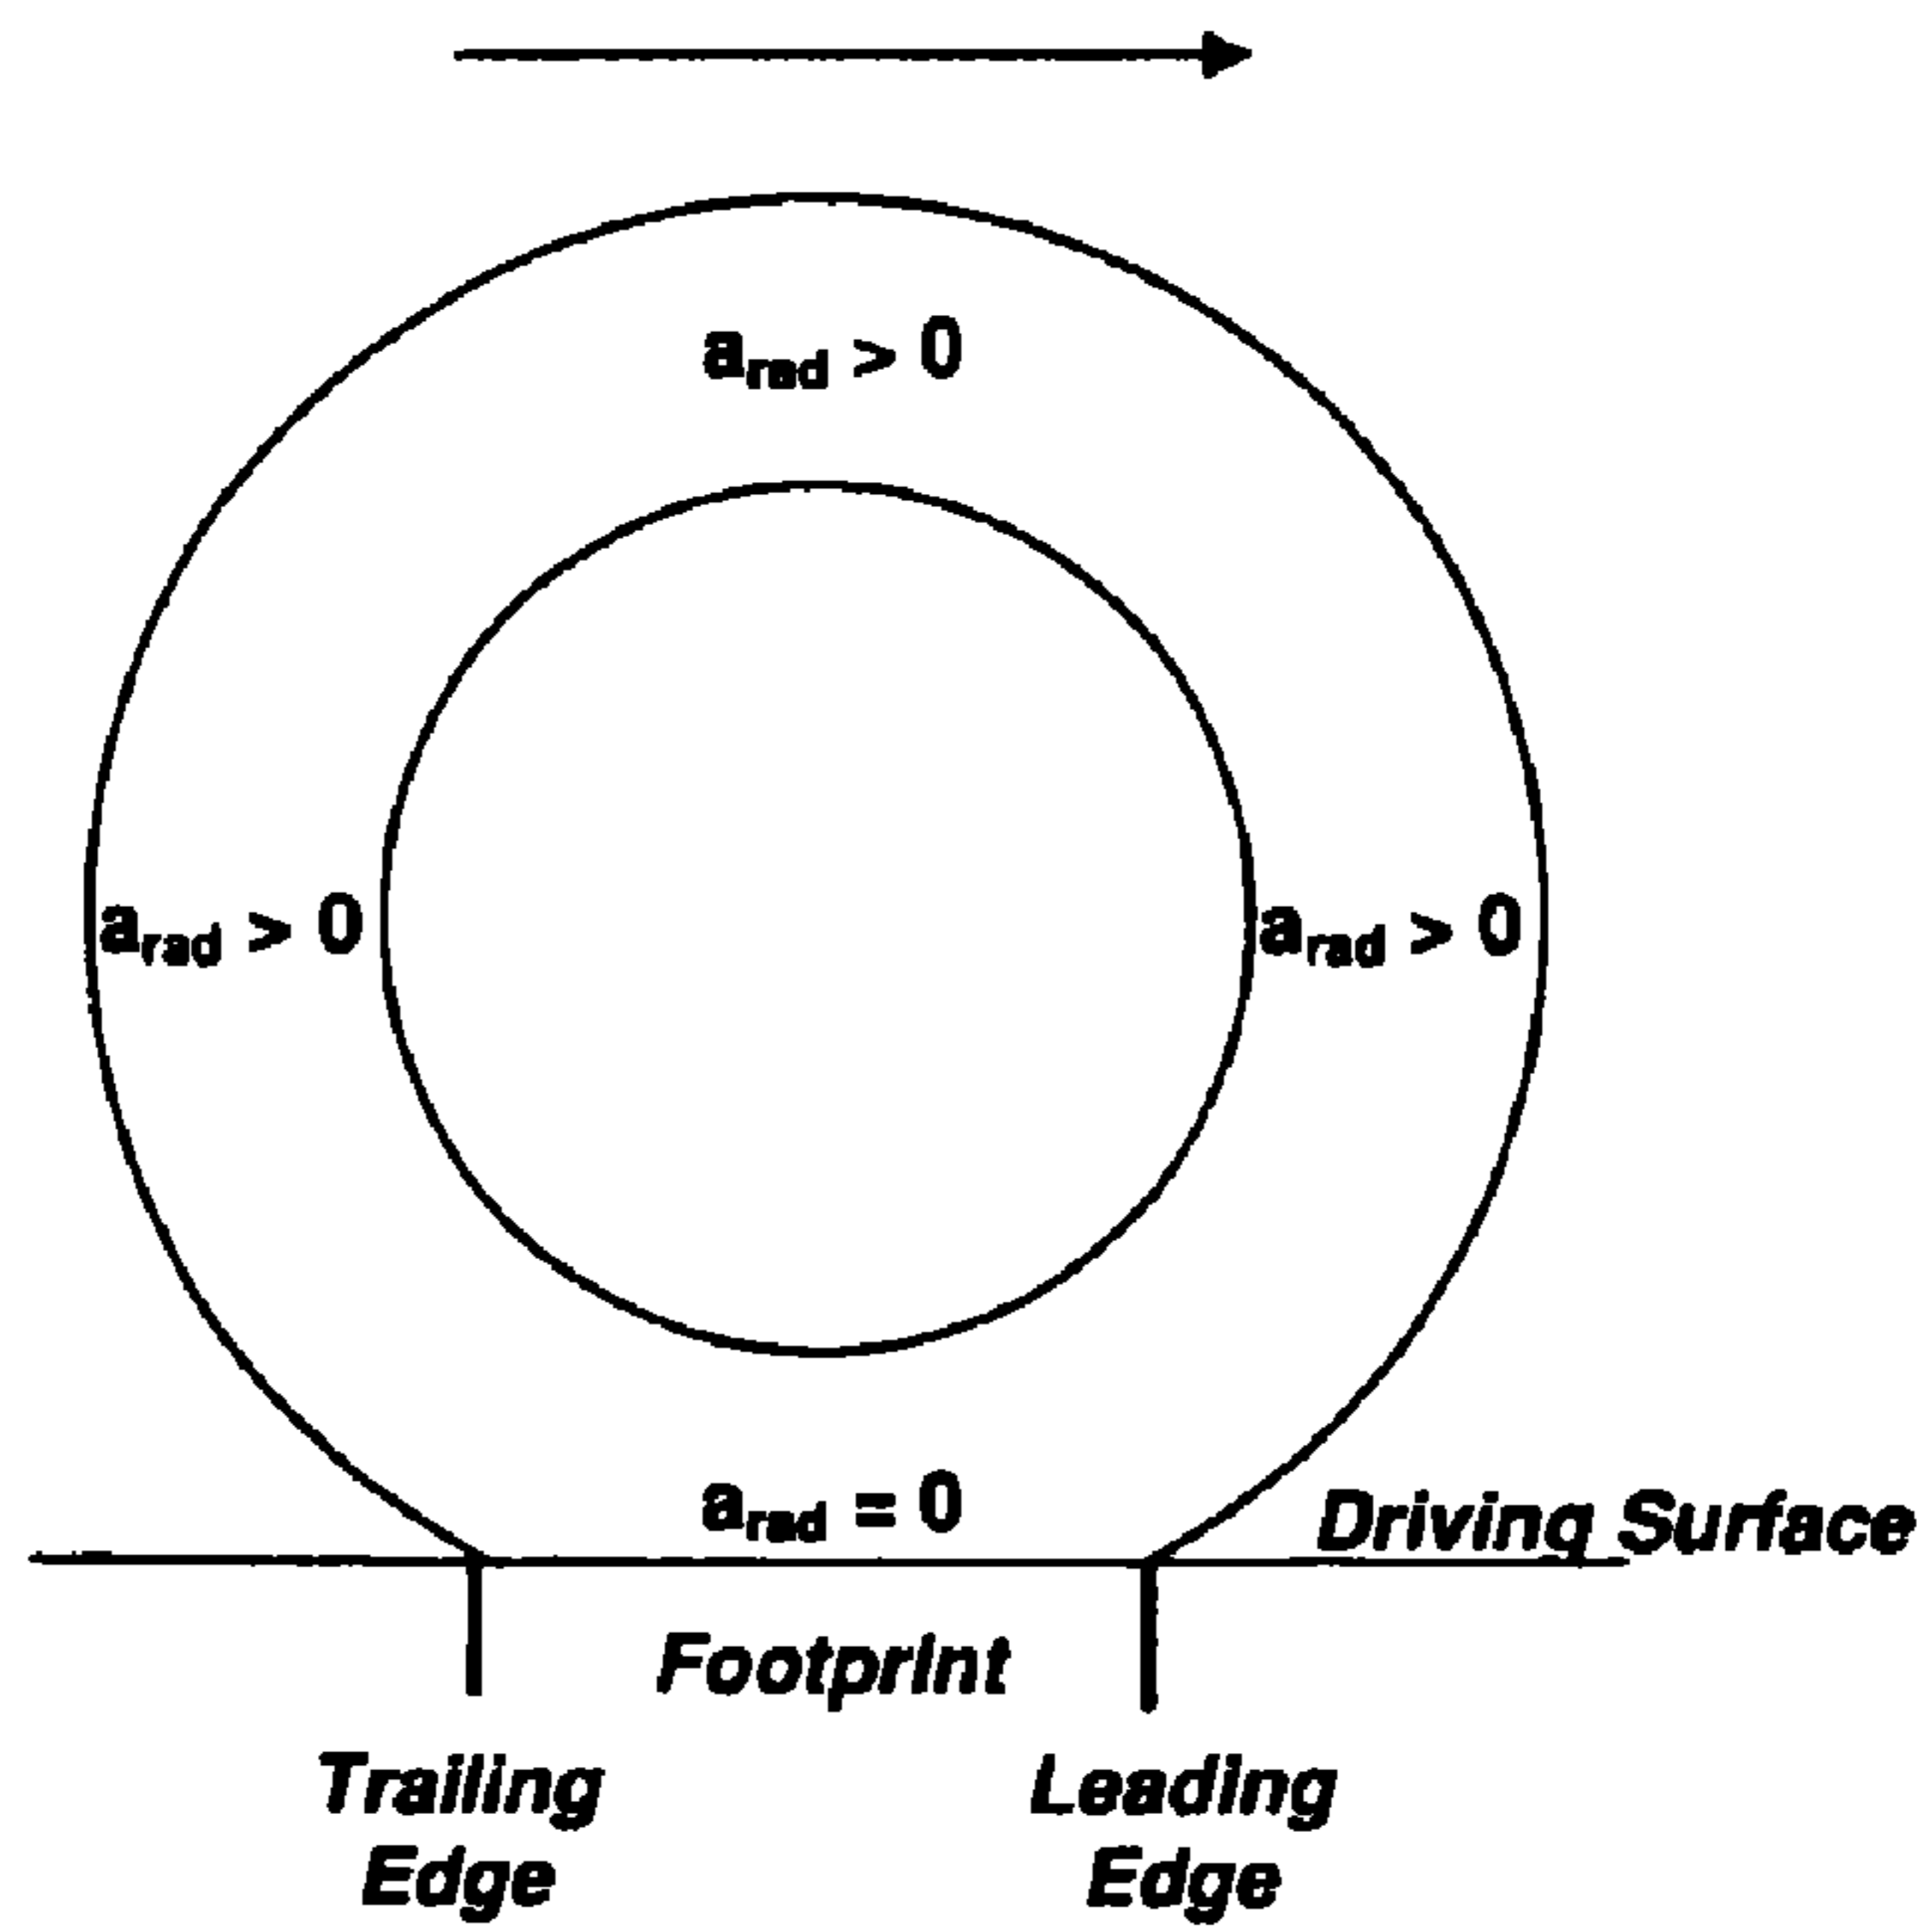 a_rad > 0
a_rad > 0
a_rad > 0
a_rad = 0
Driving Surface
Footprint
Trailing
Edge
Leading
Edge